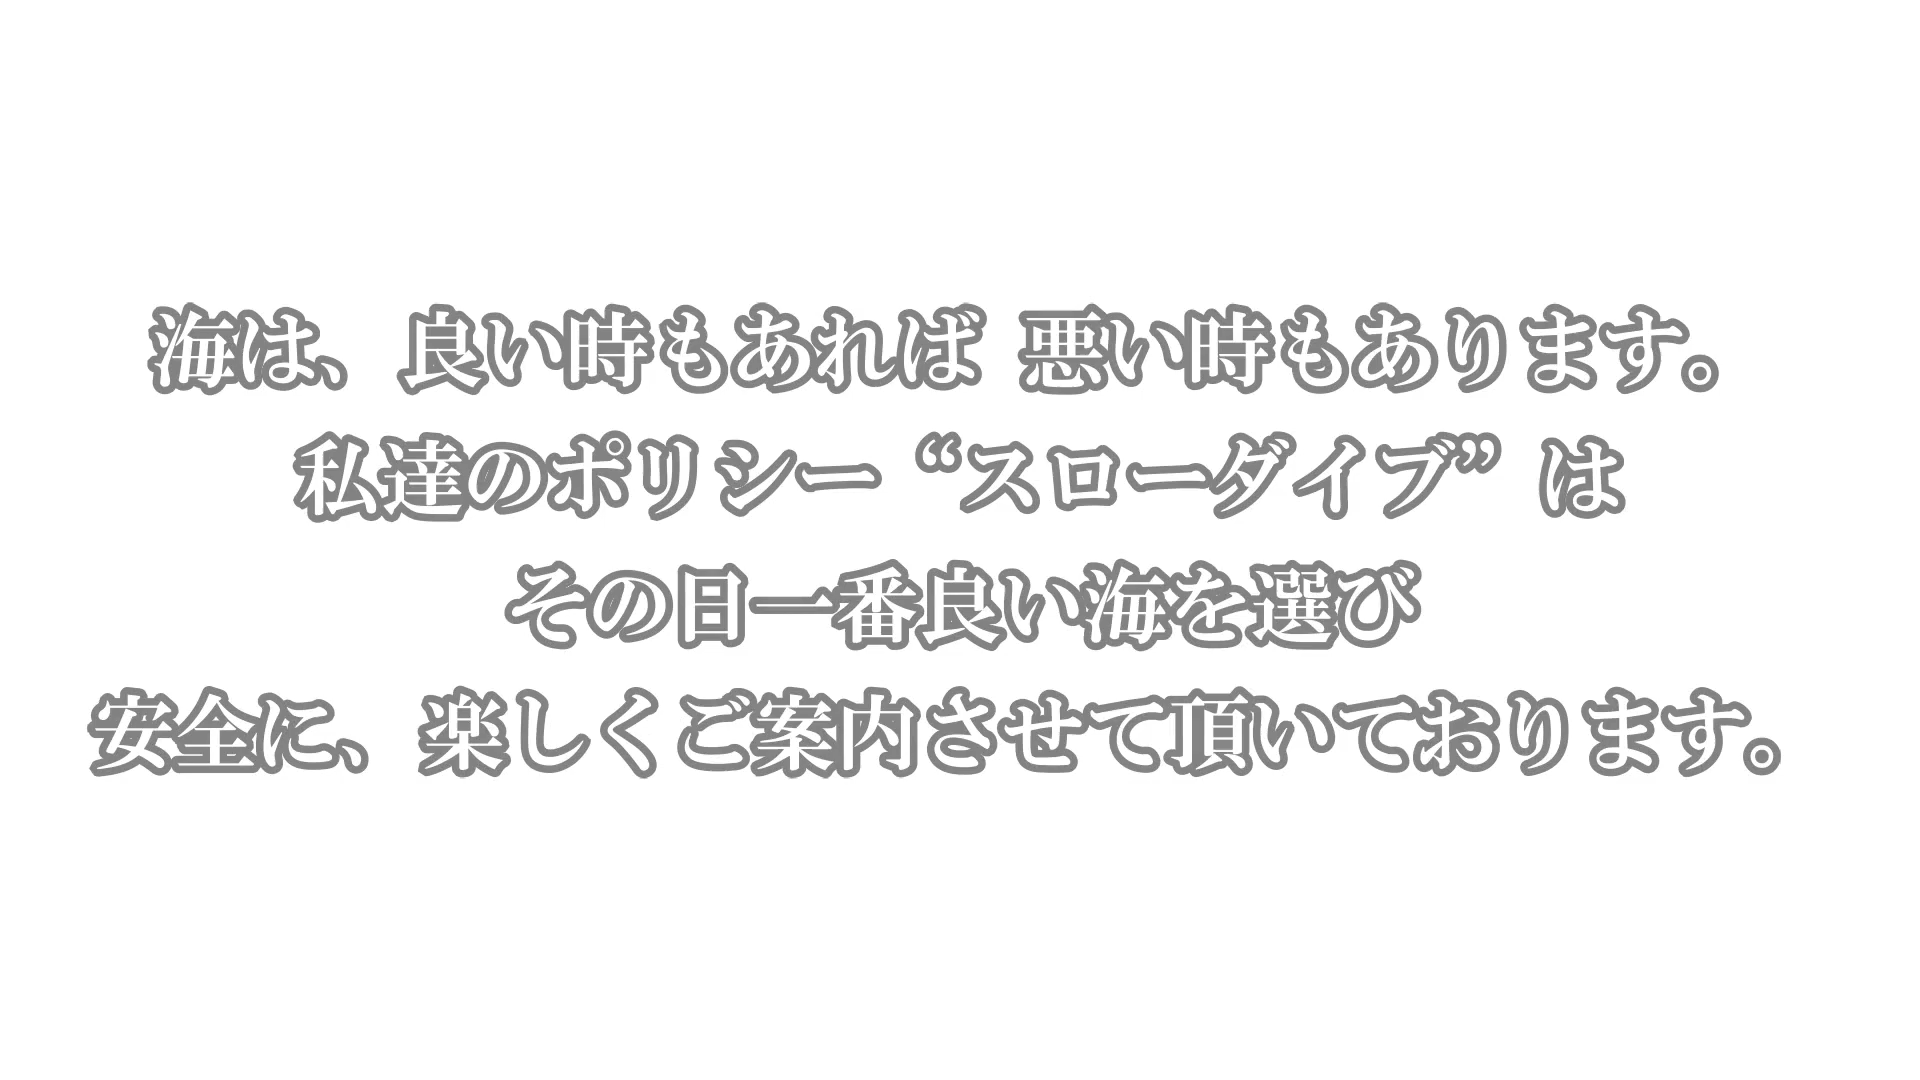 海は、良い時もあれば 悪い時もあります。
私達のポリシー“スローダイブ”は
その日一番良い海を選び
安全に、楽しくご案内させて頂いております。